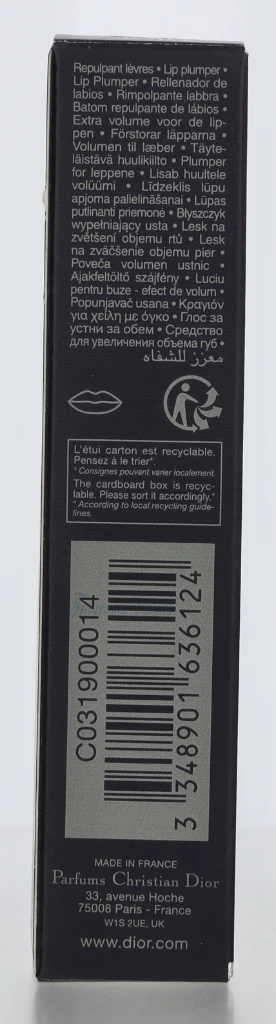 Repulpant lèvres • Lip plumper •
Lip Plumper • Rellenador de
labios • Rimpolpante labbra •
Batom repulpante de lábios •
Extra volume voor de lip-
pen • Förstorar läpparna •
Volumen til læber • Täyte-
läistävä huulikiilto • Plumper
for leppene • Lisab huultele
volüümi • Līdzeklis lūpu
apjoma palielināšanai • Lūpas
putlinanti priemonė • Błyszczyk
wypełniający usta • Lesk na
zvětšení objemu rtů • Lesk
na zväčšenie objemu pier •
Poveča volumen ustnic •
Ajakfeltöltő szájfény • Luciu
pentru buze - efect de volum •
Popunjavač usana • Κραγιόν
για χείλη με όγκο • Глос за
устни за обем • Средство
для увеличения объема губ •
معزز للشفاه
L'étui carton est recyclable.
Pensez à le trier*.
* Consignes pouvant varier localement.
The cardboard box is recyc-
lable. Please sort it accordingly.*
* According to local recycling guide-
lines.
C031900014
3 348901 636124
MADE IN FRANCE
Parfums Christian Dior
33, avenue Hoche
75008 Paris - France
W1S 2UE, UK
www.dior.com